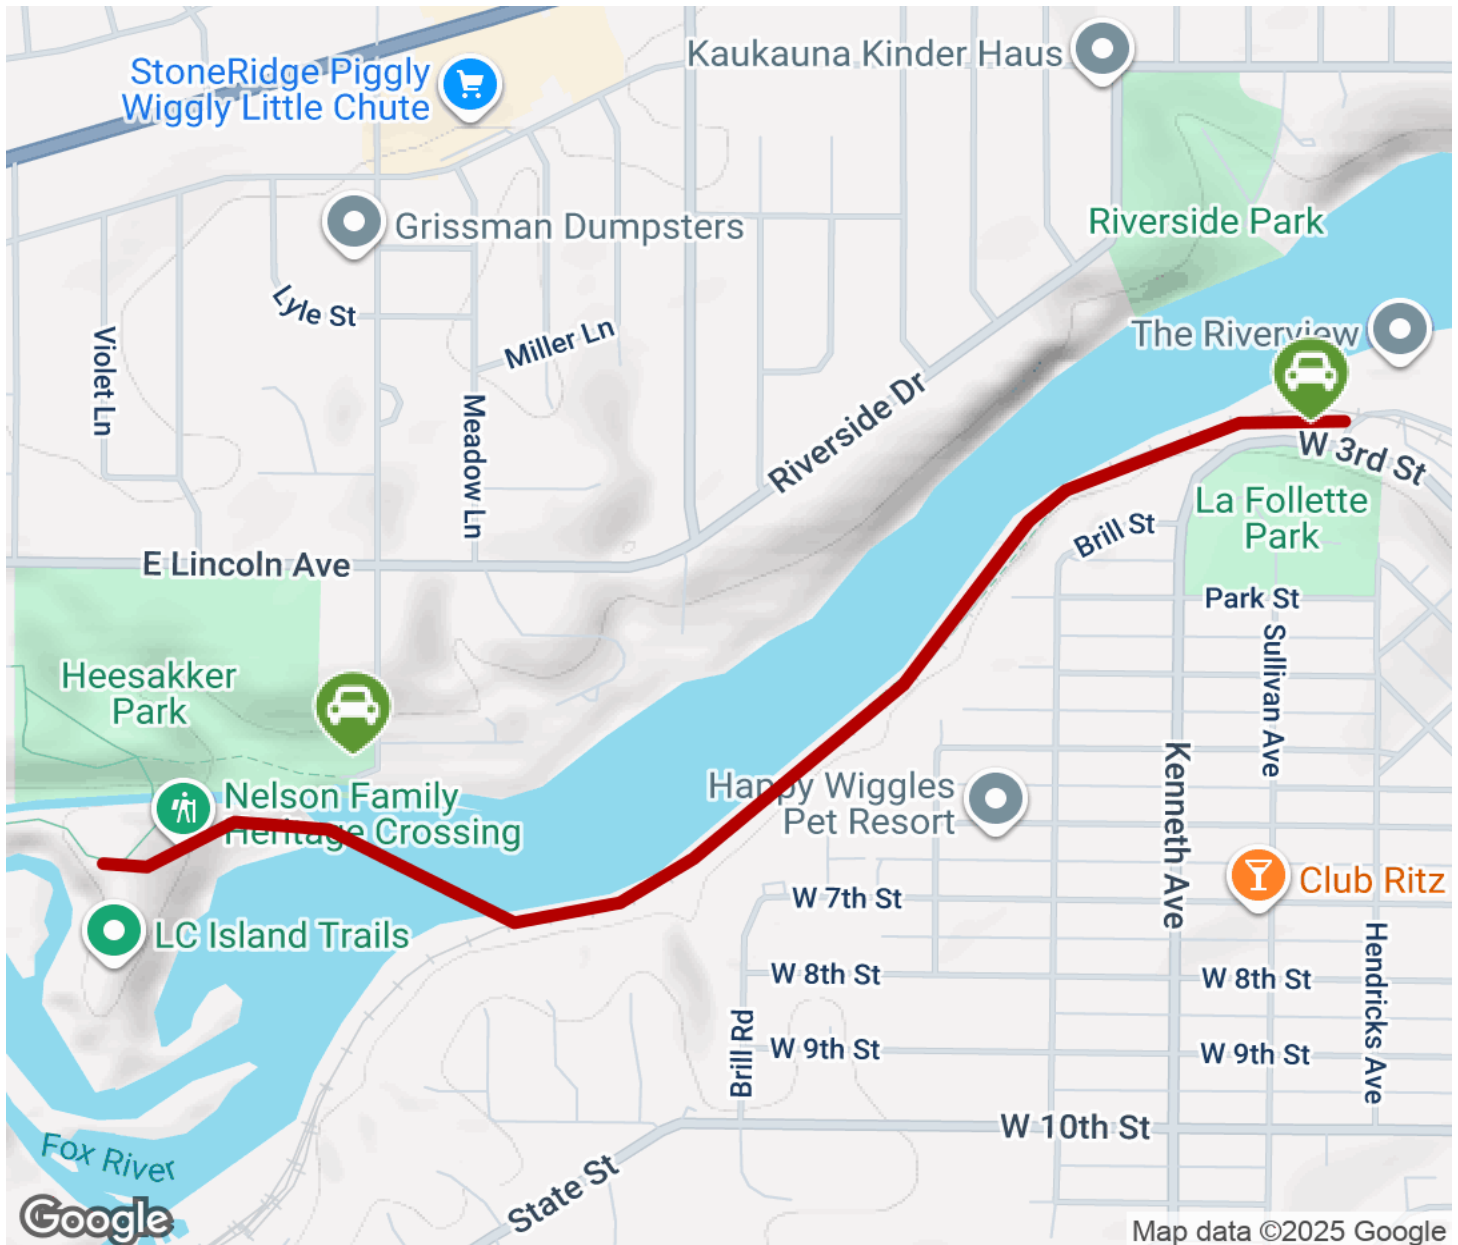 Kaukauna Kinder Haus
StoneRidge Piggly
Wiggly Little Chute
Grissman Dumpsters
Riverside Park
Lyle St
Miller Ln
The Riverview
Violet Ln
Meadow Ln
Riverside Dr
W 3rd St
La Follette
Park
Brill St
E Lincoln Ave
Park St
Sullivan Ave
Heesakker
Park
Kenneth Ave
Nelson Family
Heritage Crossing
Happy Wiggles
Pet Resort
Club Ritz
W 7th St
LC Island Trails
W 8th St
W 8th St
Hendricks Ave
Brill Rd
W 9th St
W 9th St
W 10th St
Fox River
State St
Google
Map data ©2025 Google